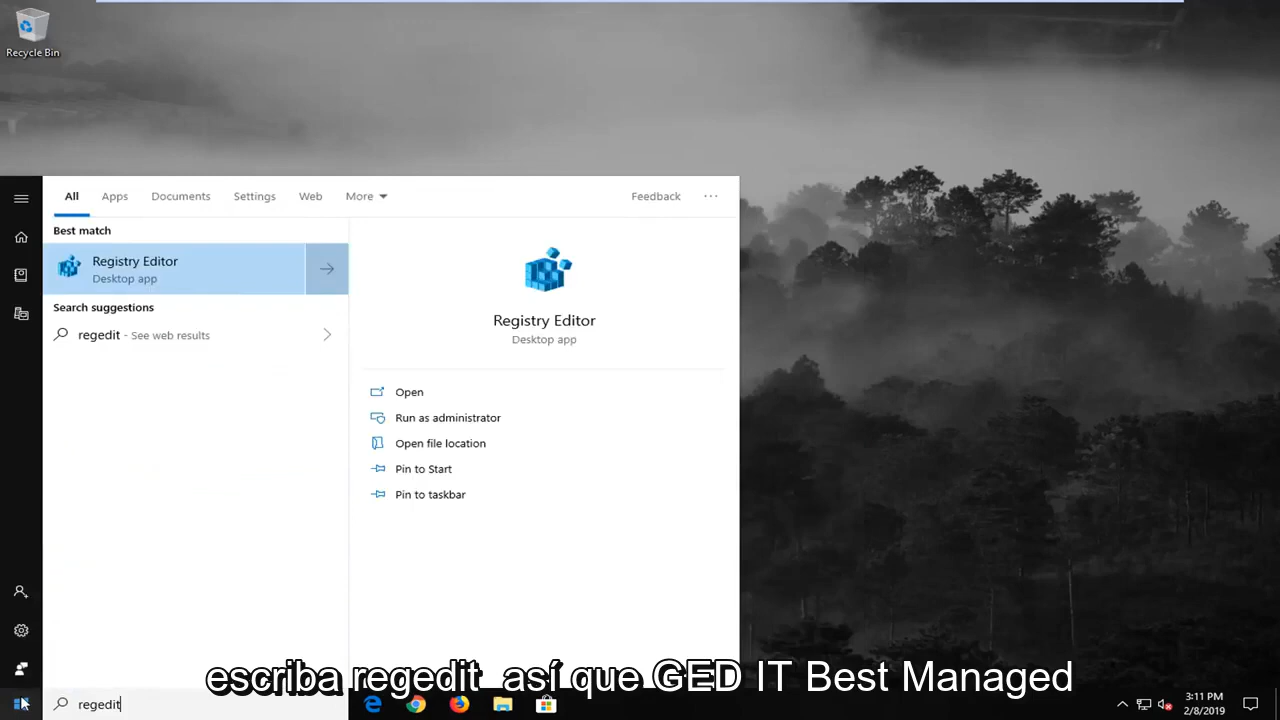 Recycle Bin
All Apps Documents Settings Web More Feedback ...
Best match
Registry Editor
Desktop app
Search suggestions
regedit - See web results
Registry Editor
Desktop app
Open
Run as administrator
Open file location
Pin to Start
Pin to taskbar
escriba regedit así que GED IT Best Managed
regedit
3:11 PM
2/8/2019